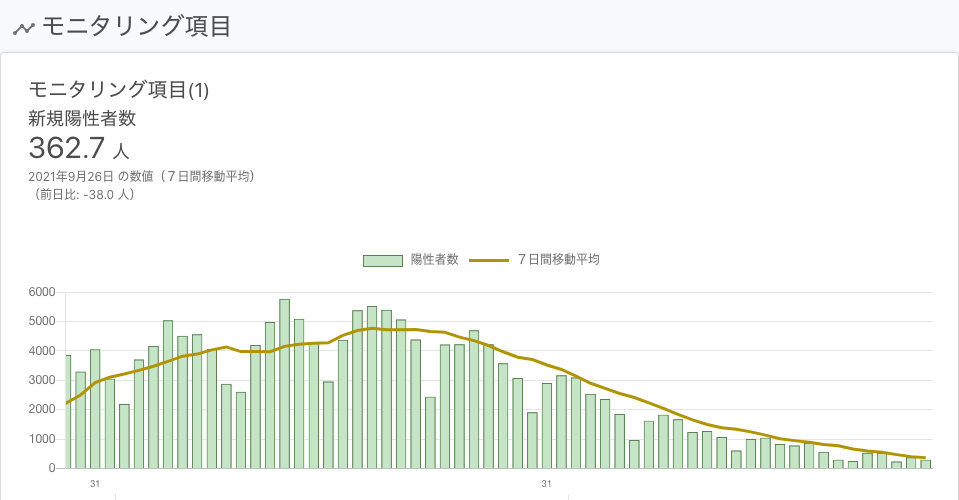 モニタリング項目
モニタリング項目(1)
新規陽性者数
362.7 人
2021年9月26日 の数値（７日間移動平均）
（前日比: -38.0 人）
陽性者数 ７日間移動平均
6000
5000
4000
3000
2000
1000
0
31 31